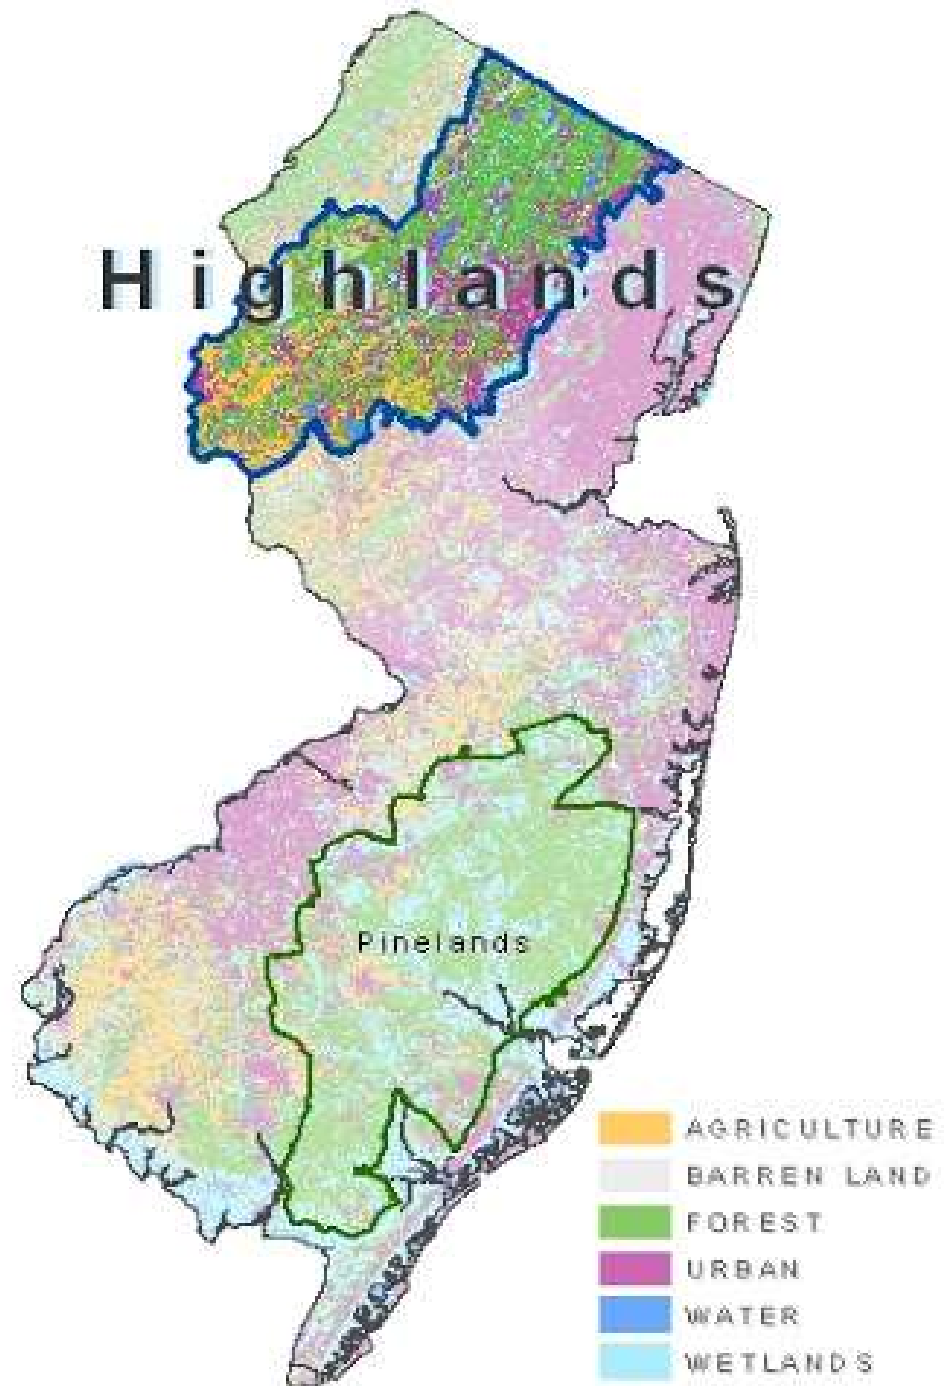 Highlands
Pinelands
AGRICULTURE
BARREN LAND
FOREST
URBAN
WATER
WETLANDS